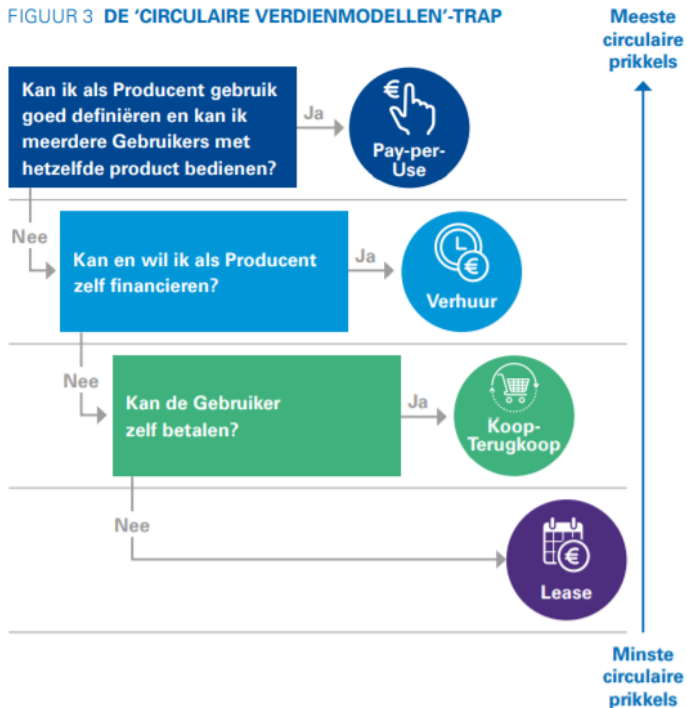 FIGUUR 3 DE ‘CIRCULAIRE VERDIENMODELLEN’-TRAP
Meeste
circulaire
prikkels
Kan ik als Producent gebruik
goed definiëren en kan ik
meerdere Gebruikers met
hetzelfde product bedienen?
Ja
€
Pay-per-
Use
Nee
Kan en wil ik als Producent
zelf financieren?
Ja
€
Verhuur
Nee
Kan de Gebruiker
zelf betalen?
Ja
Koop-
Terugkoop
Nee
€
Lease
Minste
circulaire
prikkels